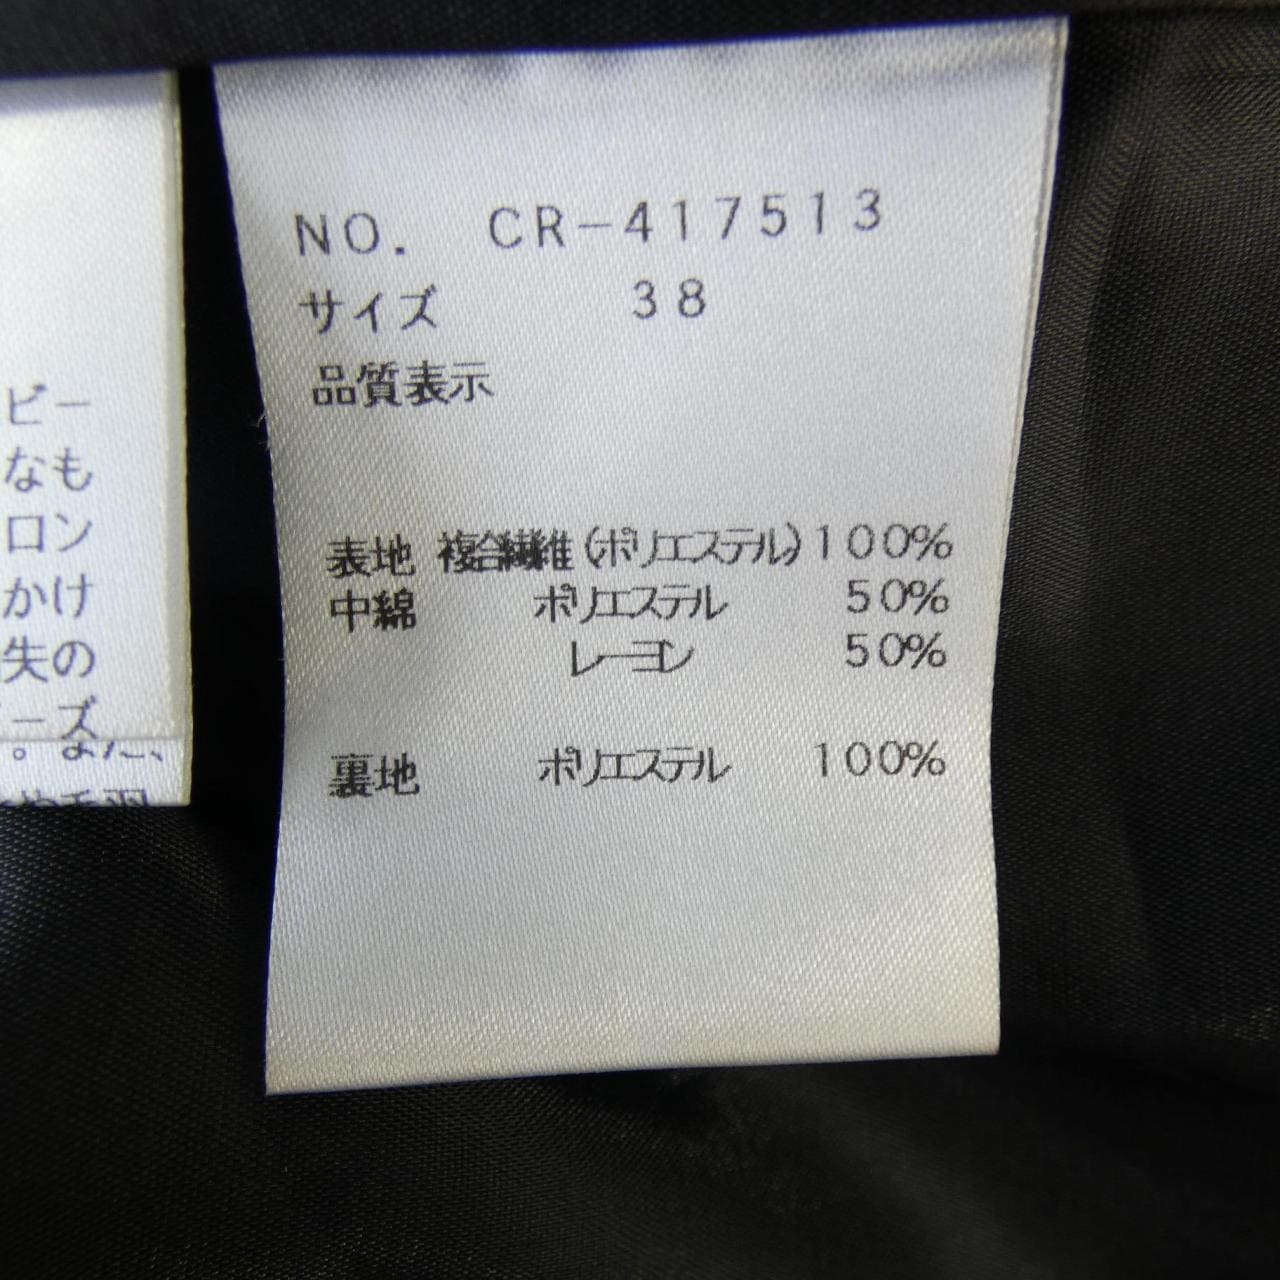 NO. CR-417513
サイズ 38
品質表示
表地 複合繊維(ポリエステル)100%
中綿 ポリエステル 50%
レーヨン 50%
裏地 ポリエステル 100%
ビー
なも
ロン
かけ
失の
ーズ
。また、